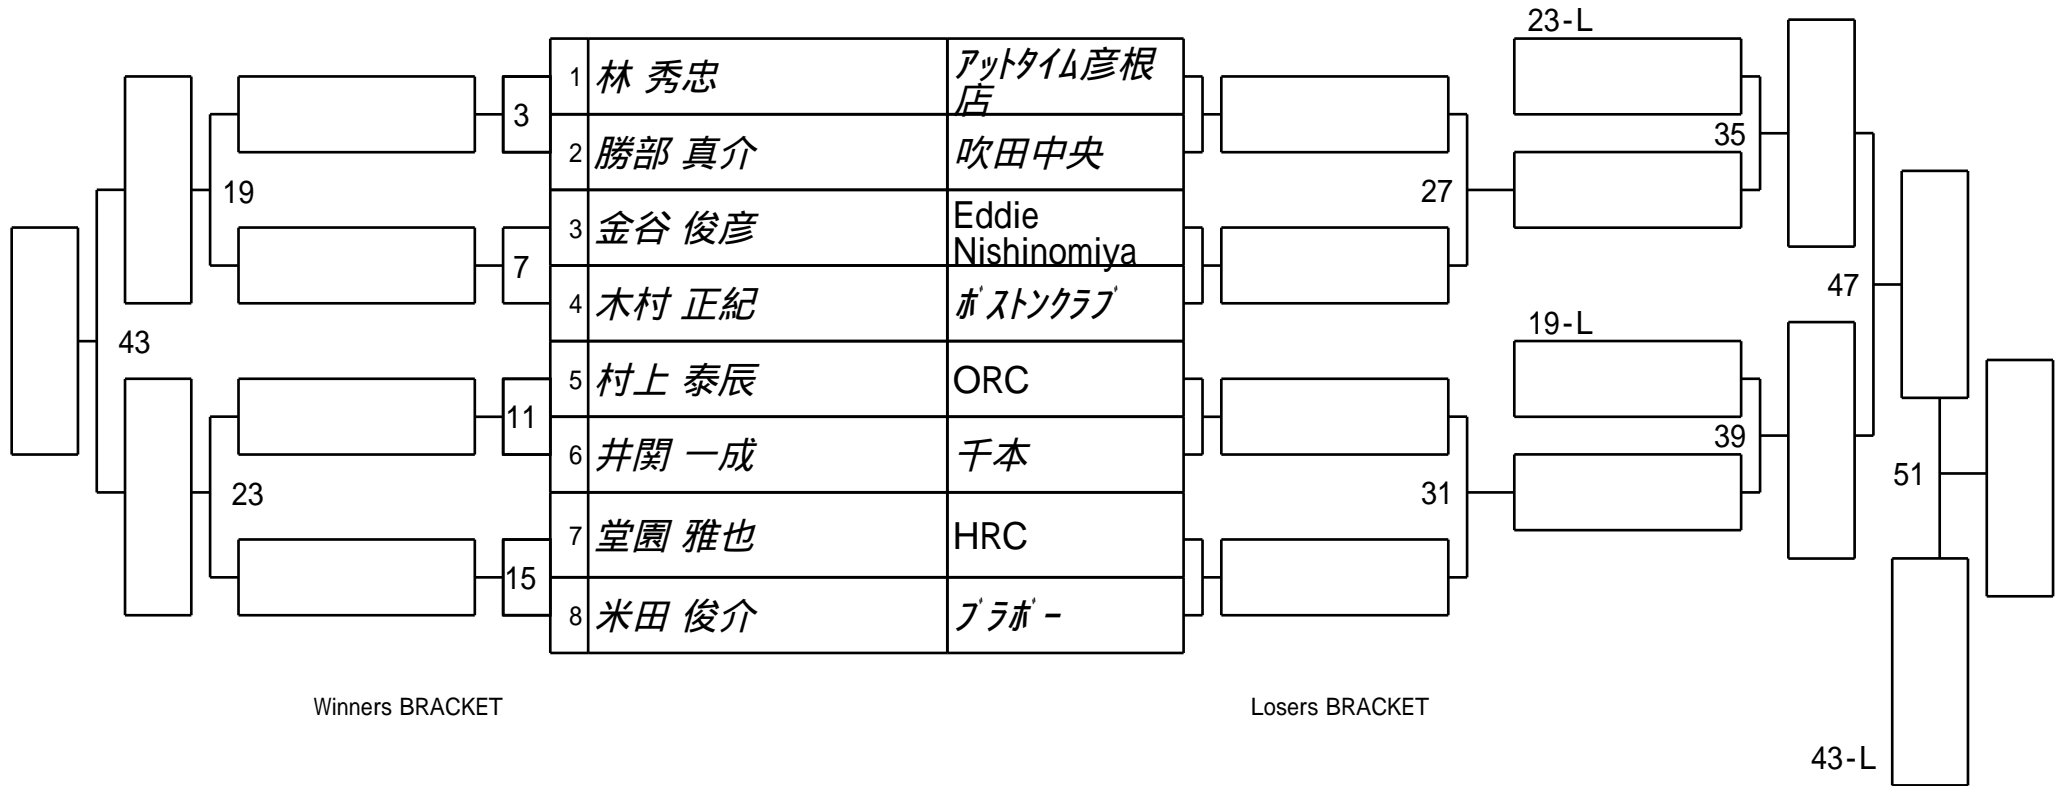 23-L
1 林 秀忠 アットタイム彦根
店
3
35
2 勝部 真介 吹田中央
19
27
3 金谷 俊彦 Eddie
Nishinomiya
7
47
4 木村 正紀 ボストンクラブ
19-L
43
5 村上 泰辰 ORC
11
39
6 井関 一成 千本
51
23
31
7 堂園 雅也 HRC
15
8 米田 俊介 ブラボー
Winners BRACKET
Losers BRACKET
43-L